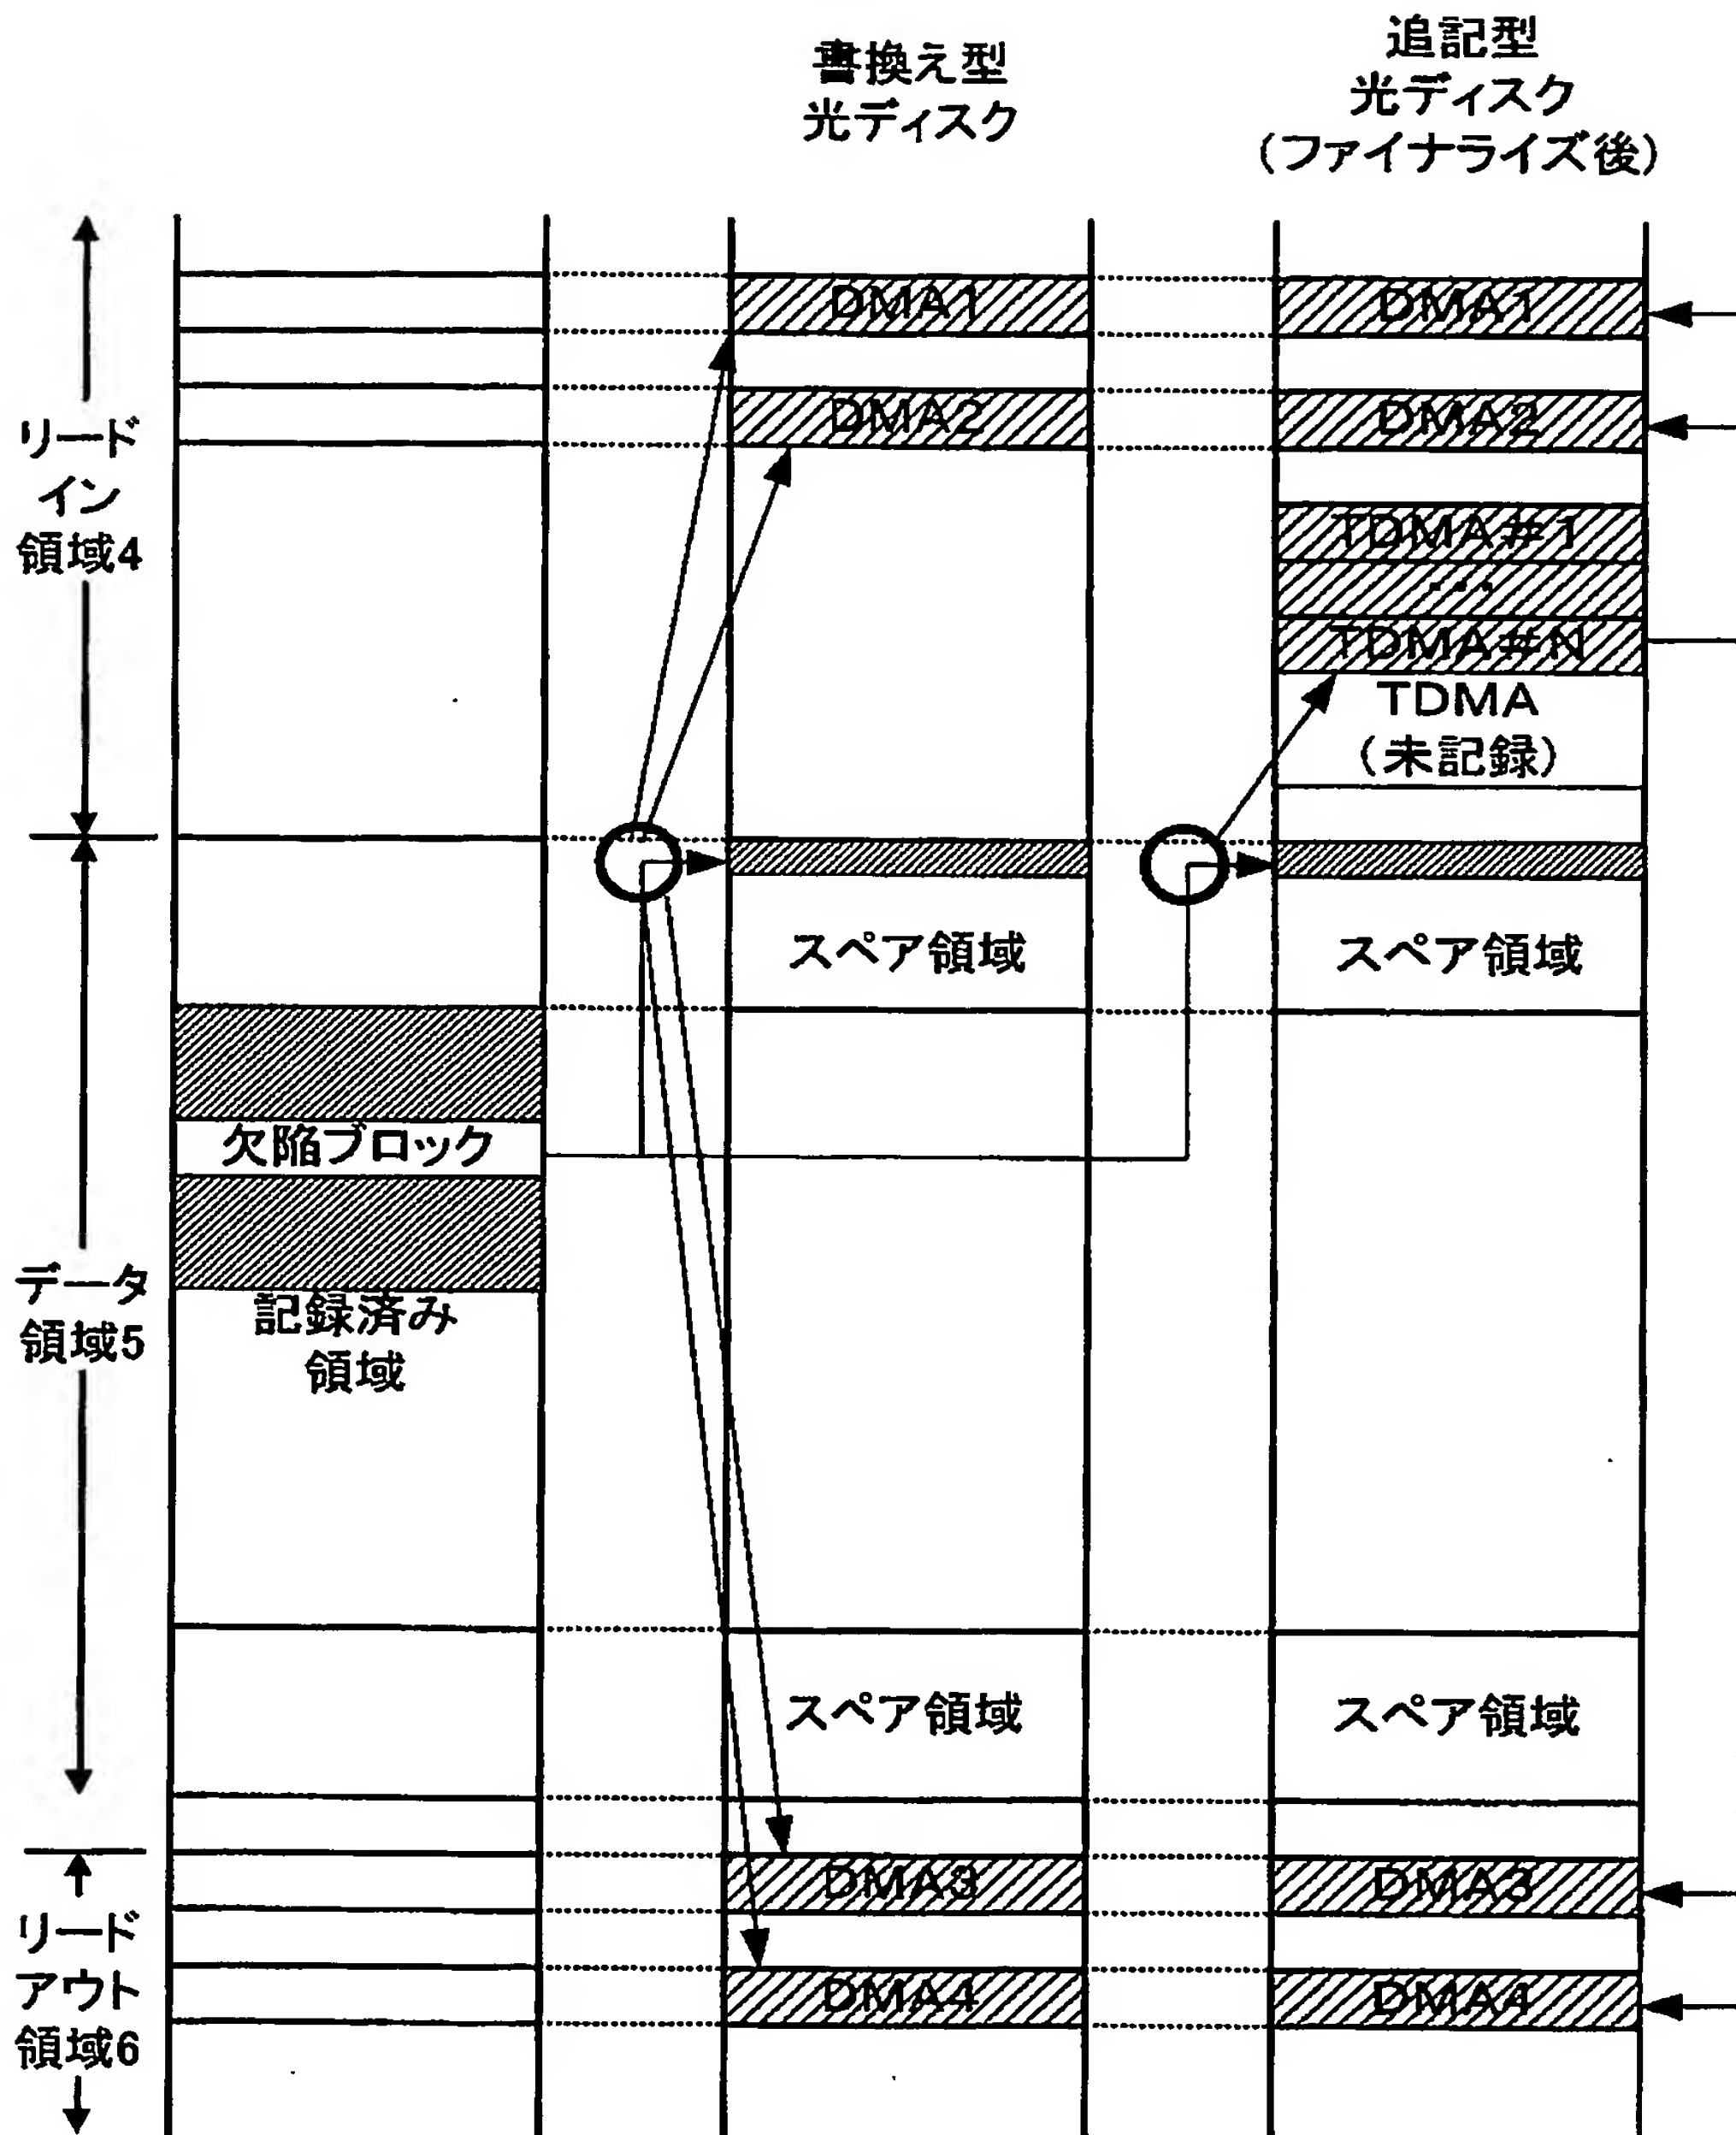 書換え型
光ディスク
追記型
光ディスク
(ファイナライズ後)
リード
イン
領域4
データ
領域5
リード
アウト
領域6
欠陥ブロック
記録済み
領域
DMA1
DMA2
スペア領域
スペア領域
DMA3
DMA4
DMA1
DMA2
TDMA#1
...
TDMA#N
TDMA
(未記録)
スペア領域
スペア領域
DMA3
DMA4